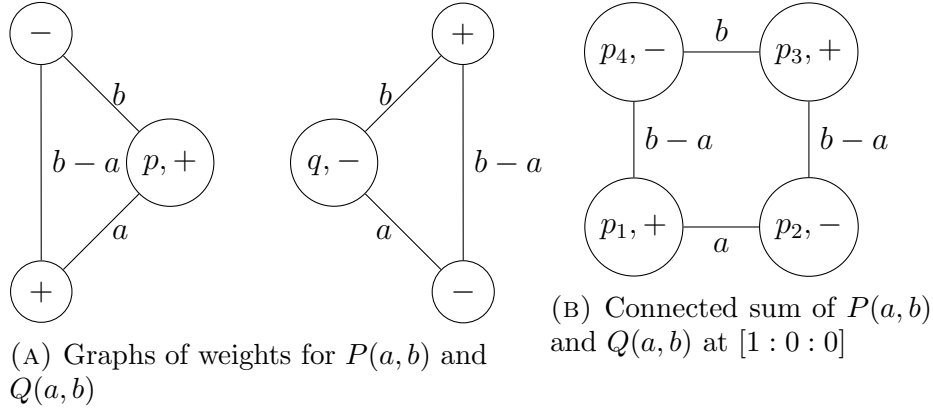 −
b
b − a
p, +
a
+
+
b
q, −
b − a
a
−
(A) Graphs of weights for P(a, b) and
Q(a, b)
p₄, −
b
p₃, +
b − a
b − a
p₁, +
a
p₂, −
(B) Connected sum of P(a, b)
and Q(a, b) at [1 : 0 : 0]